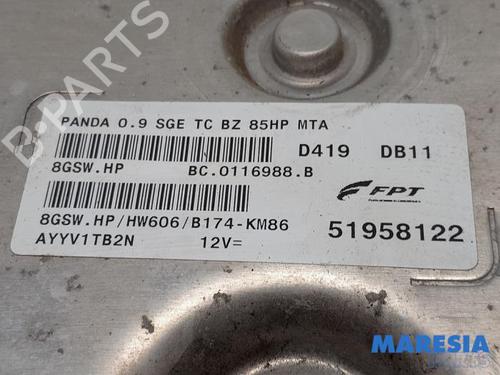 PANDA 0.9 SGE TC BZ 85HP MTA
D419 DB11
8GSW.HP BC.0116988.B
FPT
8GSW.HP/HW606/B174-KM86
51958122
AYYV1TB2N 12V=
MARESIA